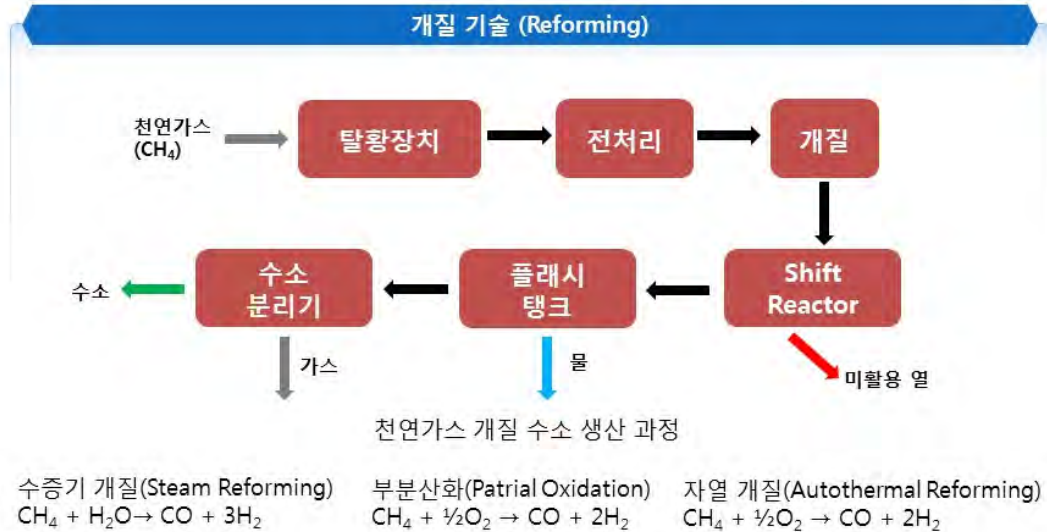 개질 기술 (Reforming)
천연가스
(CH₄)
탈황장치
전처리
개질
수소
수소
분리기
플래시
탱크
Shift
Reactor
가스
물
미활용 열
천연가스 개질 수소 생산 과정
수증기 개질(Steam Reforming)
CH₄ + H₂O→ CO + 3H₂
부분산화(Patrial Oxidation)
CH₄ + ½O₂ → CO + 2H₂
자열 개질(Autothermal Reforming)
CH₄ + ½O₂ → CO + 2H₂